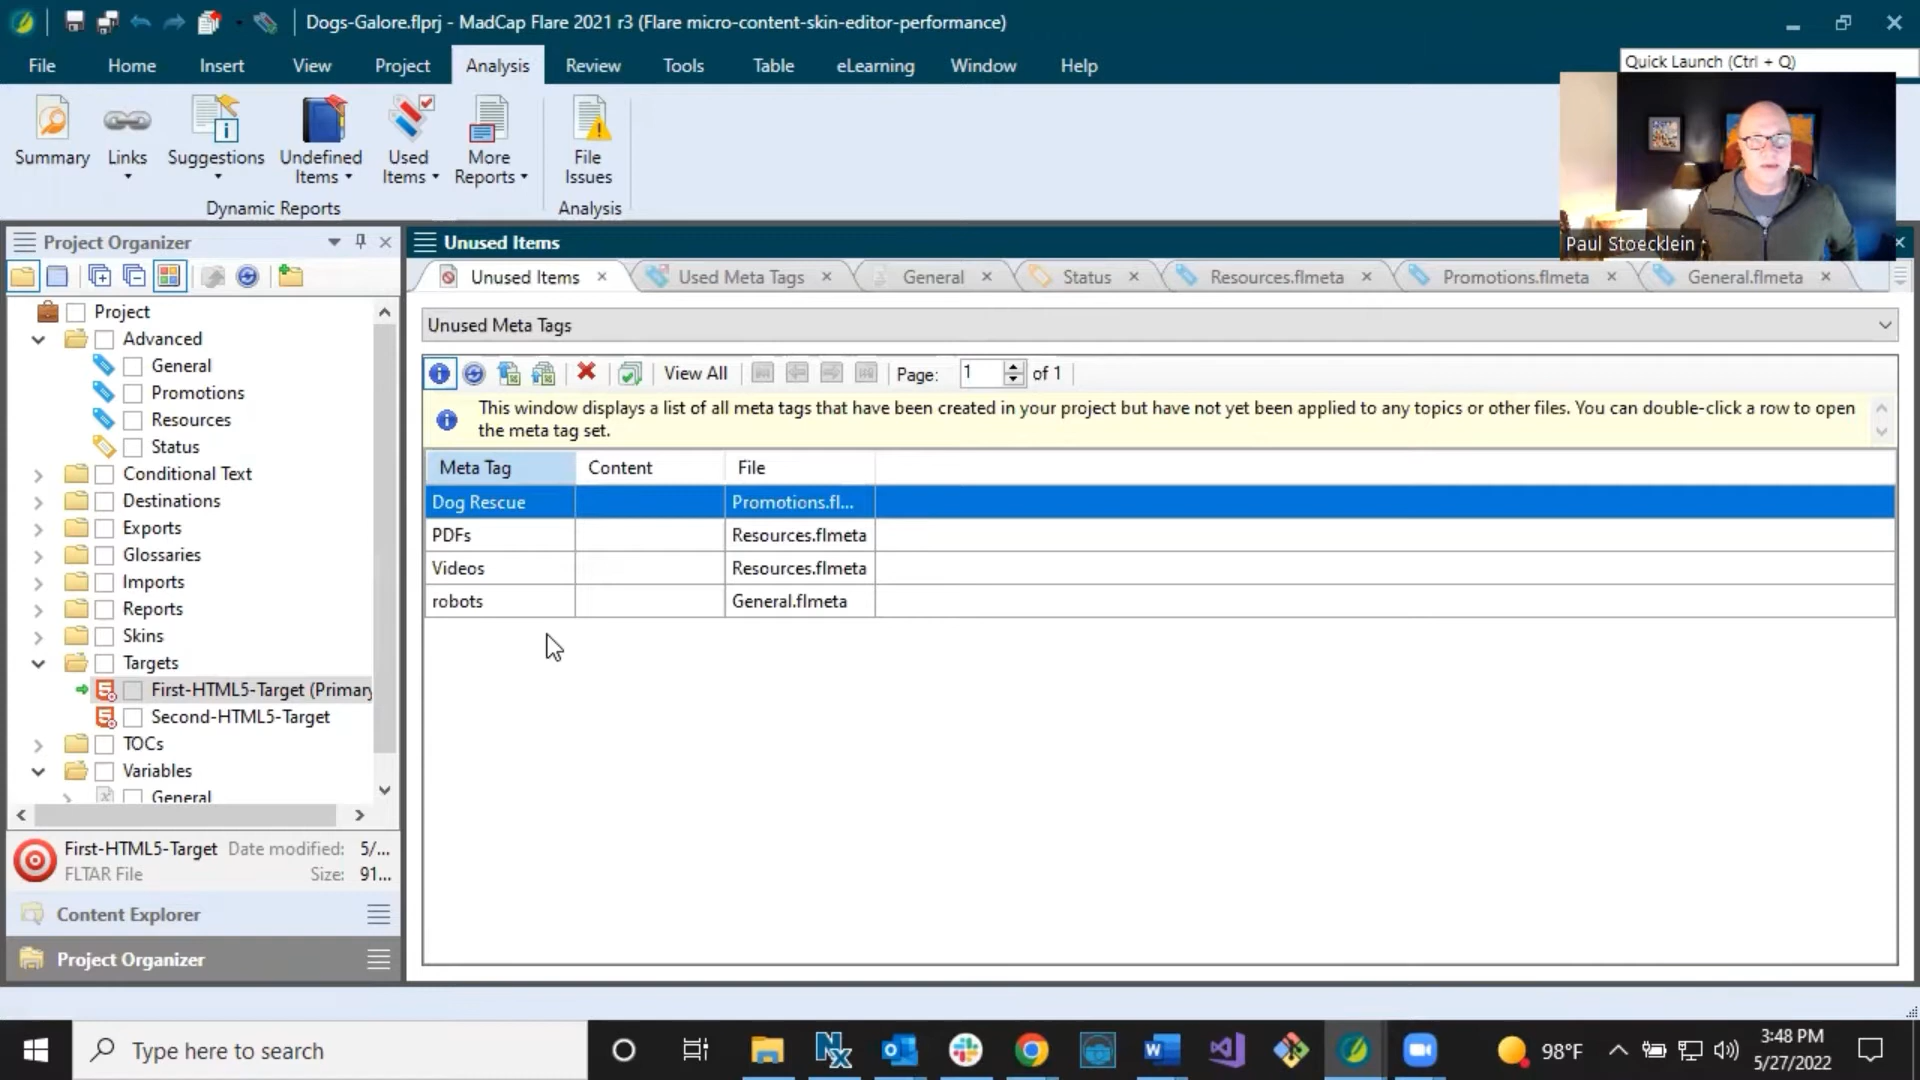 Dogs-Galore.flprj - MadCap Flare 2021 r3 (Flare micro-content-skin-editor-performance)
File Home Insert View Project Analysis Review Tools Table eLearning Window Help
Quick Launch (Ctrl + Q)
Summary
Links
Suggestions
Undefined Items
Used Items
More Reports
File Issues
Dynamic Reports
Analysis
Paul Stoecklein
Project Organizer
Project
Advanced
General
Promotions
Resources
Status
Conditional Text
Destinations
Exports
Glossaries
Imports
Reports
Skins
Targets
First-HTML5-Target (Primary
Second-HTML5-Target
TOCs
Variables
General
First-HTML5-Target Date modified: 5/...
FLTAR File Size: 91...
Content Explorer
Project Organizer
Unused Items
Unused Items Used Meta Tags General Status Resources.flmeta Promotions.flmeta General.flmeta
Unused Meta Tags
View All Page: 1 of 1
This window displays a list of all meta tags that have been created in your project but have not yet been applied to any topics or other files. You can double-click a row to open
the meta tag set.
Meta Tag Content File
Dog Rescue Promotions.fl...
PDFs Resources.flmeta
Videos Resources.flmeta
robots General.flmeta
Type here to search
98°F
3:48 PM
5/27/2022